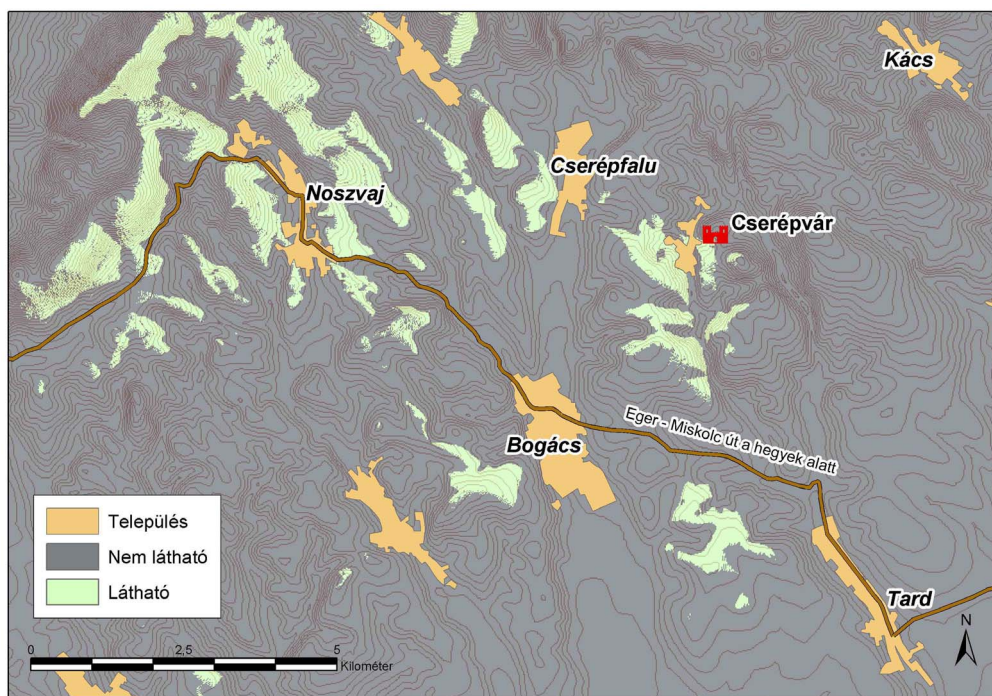 Kács
Cserépfalu
Noszvaj
Cserépvár
Eger - Miskolc út a hegyek alatt
Bogács
Település
Nem látható
Látható
Tard
N
0 2,5 5
Kilométer